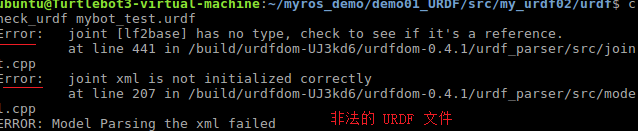 ubuntu@Turtlebot3-virtual-machine:~/myros_demo/demo01_URDF/src/my_urdf02/urdf$ c
heck_urdf mybot_test.urdf
Error:   joint [lf2base] has no type, check to see if it's a reference.
         at line 441 in /build/urdfdom-UJ3kd6/urdfdom-0.4.1/urdf_parser/src/join
t.cpp
Error:   joint xml is not initialized correctly
         at line 207 in /build/urdfdom-UJ3kd6/urdfdom-0.4.1/urdf_parser/src/mode
l.cpp
ERROR: Model Parsing the xml failed 非法的 URDF 文件